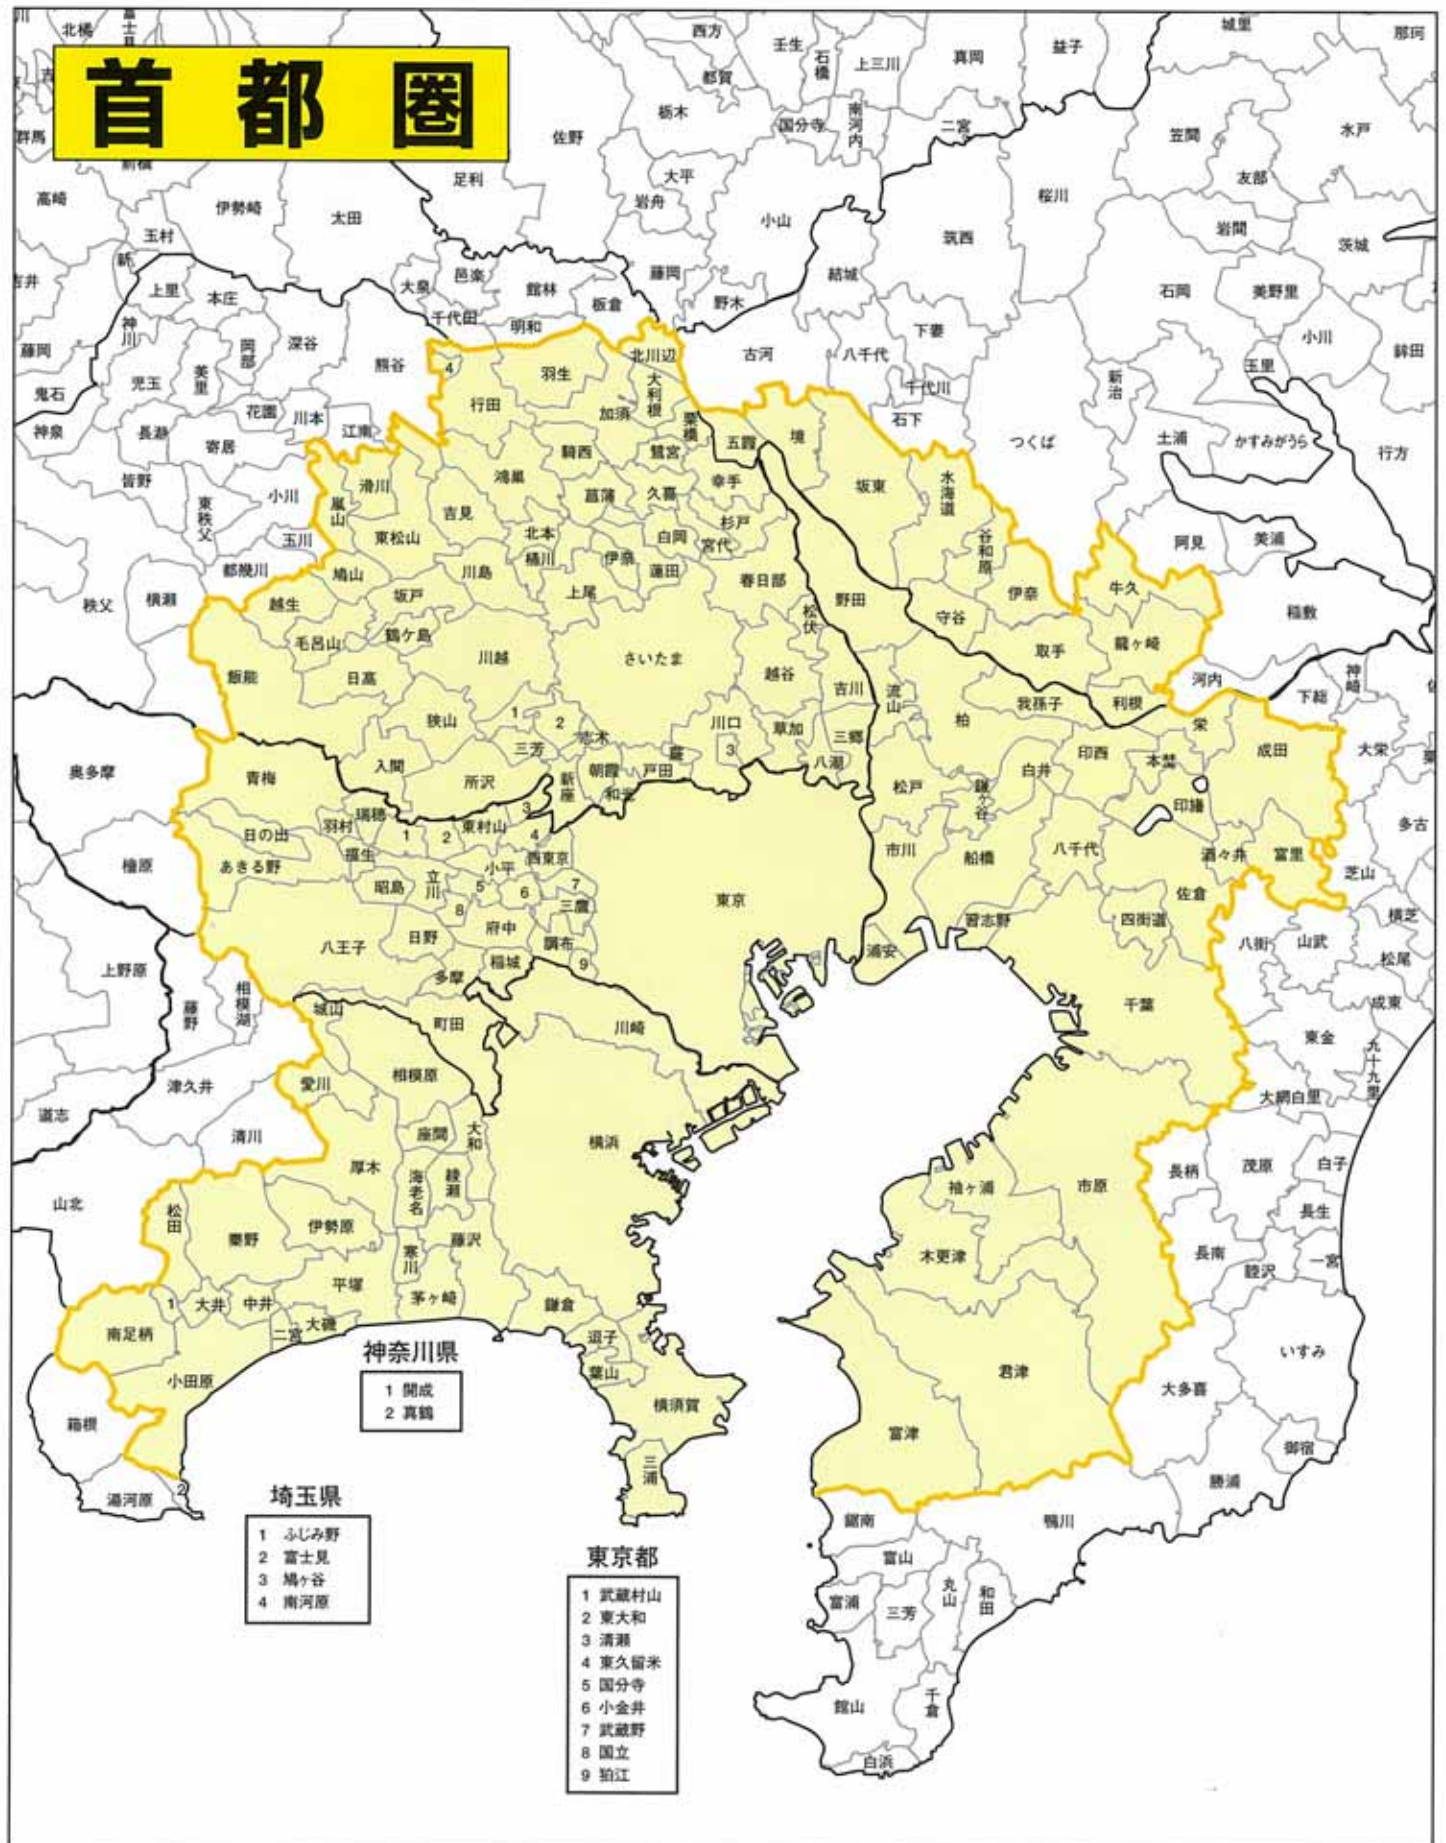 首都圏
北橘
西方
壬生
石橋
上三川
真岡
益子
城里
那珂
都賀
栃木
国分寺
南河内
二宮
笠間
水戸
群馬
佐野
足利
大平
岩舟
小山
友部
高崎
伊勢崎
太田
桜川
筑西
岩間
茨城
玉村
新
上里
本庄
大泉
邑楽
館林
板倉
藤岡
野木
結城
石岡
美野里
吉井
神川
千代田
明和
下妻
小川
藤岡
岡部
深谷
熊谷
北川辺
古河
八千代
玉里
鉾田
鬼石
児玉
美里
4
羽生
大利根
千代川
新治
行田
加須
栗橋
石下
花園
川本
江南
神泉
長瀞
寄居
騎西
鷲宮
五霞
境
つくば
土浦
かすみがうら
行方
皆野
東秩父
小川
嵐山
滑川
鴻巣
菖蒲
久喜
幸手
坂東
水海道
吉見
杉戸
玉川
東松山
北本
白岡
宮代
谷和原
阿見
美浦
都幾川
鳩山
川島
桶川
伊奈
蓮田
春日部
秩父
横瀬
越生
坂戸
上尾
松伏
野田
伊奈
牛久
稲敷
毛呂山
鶴ケ島
守谷
川越
さいたま
取手
龍ヶ崎
飯能
日高
越谷
吉川
流山
河内
下総
神崎
狭山
1
2
志木
川口
草加
三郷
柏
我孫子
利根
栄
三芳
蕨
3
入間
所沢
新座
朝霞
戸田
八潮
印西
本埜
成田
大栄
奥多摩
青梅
和光
松戸
鎌ヶ谷
白井
印旛
羽村
瑞穂
1
2
東村山
3
4
日の出
多古
檜原
あきる野
福生
小平
西東京
市川
船橋
八千代
酒々井
富里
芝山
昭島
立川
5
6
7
東京
佐倉
8
三鷹
習志野
四街道
横芝
八王子
日野
府中
調布
浦安
八街
山武
松尾
上野原
多摩
稲城
9
藤野
相模湖
城山
町田
川崎
千葉
成東
東金
九十九里
相模原
津久井
愛川
大網白里
道志
清川
座間
大和
横浜
厚木
海老名
綾瀬
長柄
茂原
白子
山北
松田
袖ヶ浦
市原
長生
秦野
伊勢原
藤沢
寒川
木更津
長南
睦沢
一宮
平塚
茅ヶ崎
1
大井
中井
鎌倉
南足柄
二宮
大磯
逗子
いすみ
葉山
君津
小田原
横須賀
大多喜
箱根
富津
御宿
三浦
勝浦
湯河原
2
鋸南
鴨川
富山
丸山
和田
富浦
三芳
館山
千倉
白浜
神奈川県
1 開成
2 真鶴
埼玉県
1 ふじみ野
2 富士見
3 鳩ヶ谷
4 南河原
東京都
1 武蔵村山
2 東大和
3 清瀬
4 東久留米
5 国分寺
6 小金井
7 武蔵野
8 国立
9 狛江